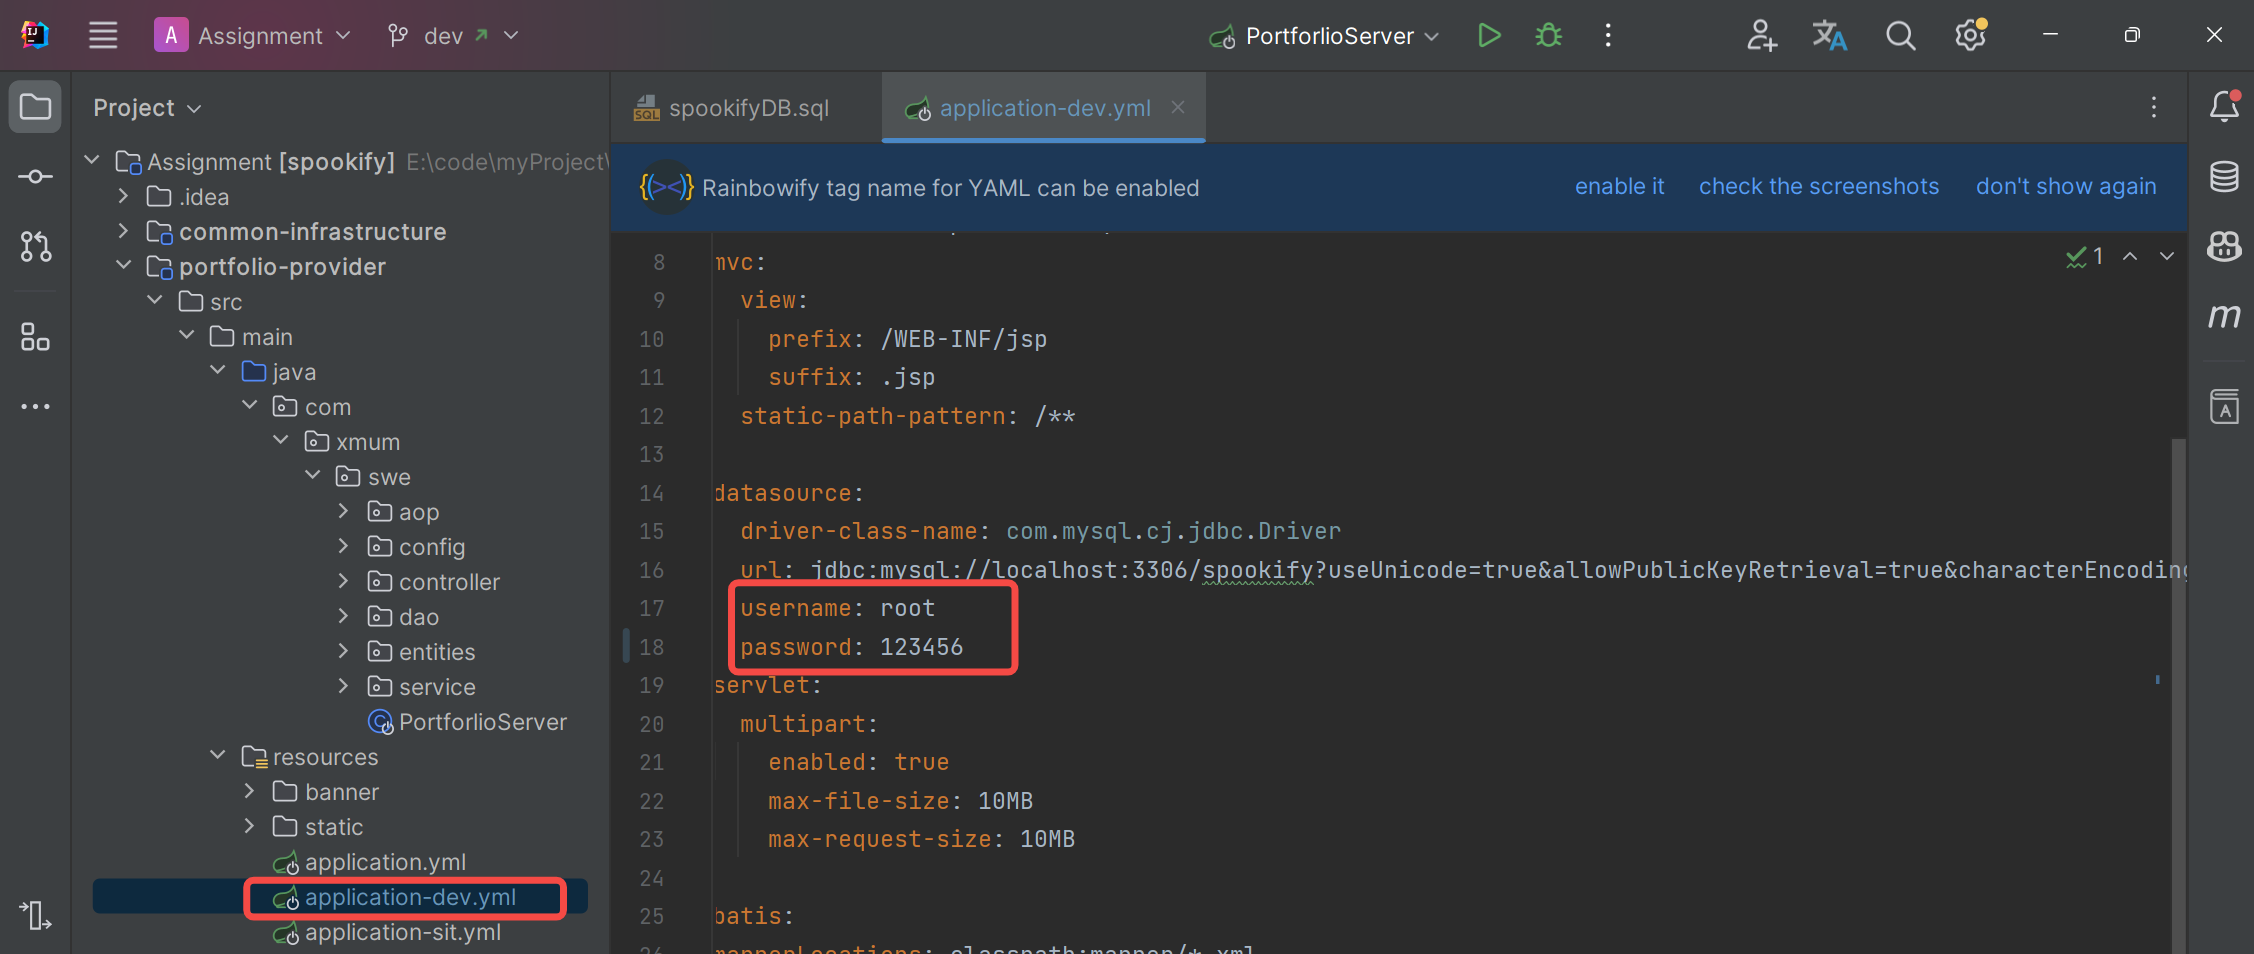 A Assignment dev PortforlioServer
Project
spookifyDB.sql
application-dev.yml
Assignment [spookify] E:\code\myProject\
.idea
common-infrastructure
portfolio-provider
src
main
java
com
xmum
swe
aop
config
controller
dao
entities
service
PortforlioServer
resources
banner
static
application.yml
application-dev.yml
application-sit.yml
Rainbowify tag name for YAML can be enabled
enable it check the screenshots don't show again
1
8 mvc:
9 view:
10 prefix: /WEB-INF/jsp
11 suffix: .jsp
12 static-path-pattern: /**
13
14 datasource:
15 driver-class-name: com.mysql.cj.jdbc.Driver
16 url: jdbc:mysql://localhost:3306/spookify?useUnicode=true&allowPublicKeyRetrieval=true&characterEncoding
17 username: root
18 password: 123456
19 servlet:
20 multipart:
21 enabled: true
22 max-file-size: 10MB
23 max-request-size: 10MB
24
25 batis: